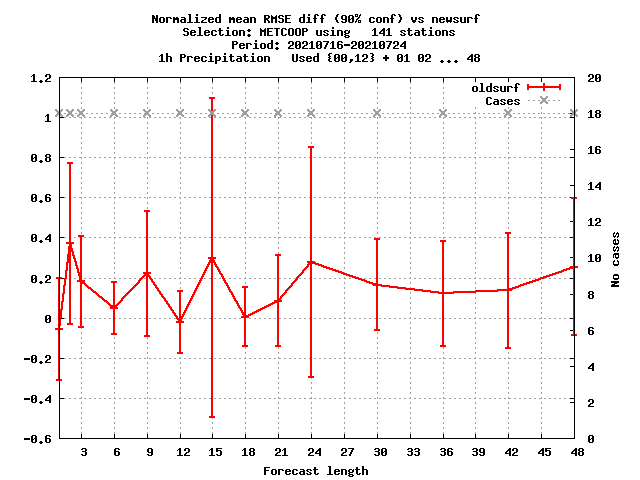 Normalized mean RMSE diff (90% conf) vs newsurf
Selection: METCOOP using   141 stations
Period: 20210716-20210724
1h Precipitation   Used {00,12} + 01 02 ... 48
oldsurf
Cases
1.2
1
0.8
0.6
0.4
0.2
0
-0.2
-0.4
-0.6
20
18
16
14
12
10
8
6
4
2
0
No cases
3 6 9 12 15 18 21 24 27 30 33 36 39 42 45 48
Forecast length